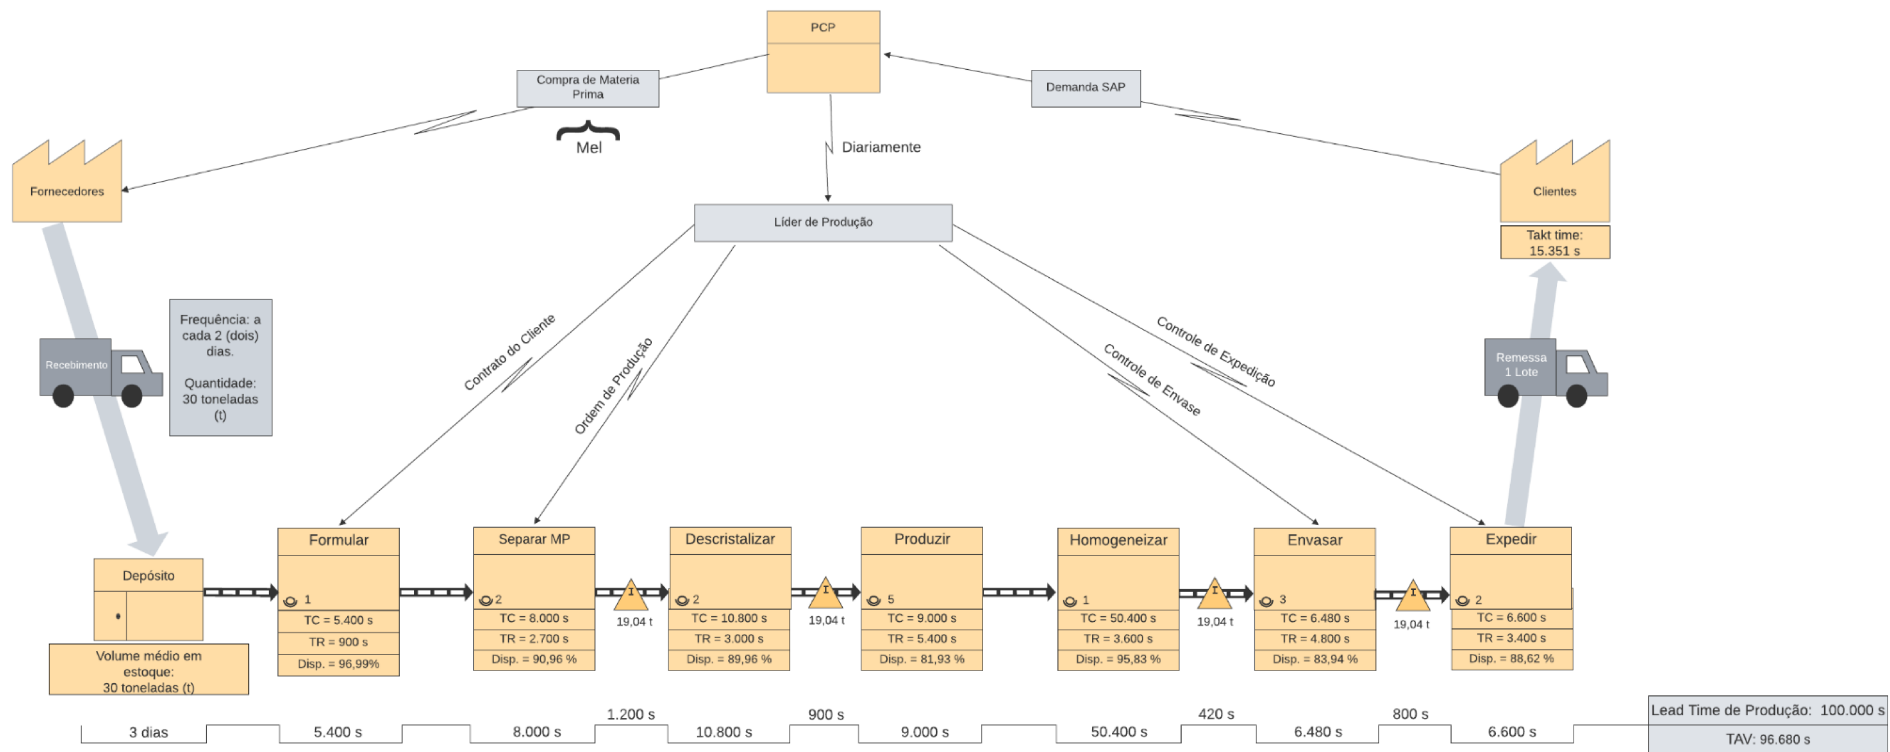 PCP
Compra de Materia
Prima
Mel
Demanda SAP
Diariamente
Fornecedores
Clientes
Takt time:
15.351 s
Líder de Produção
Recebimento
Frequência: a
cada 2 (dois)
dias.
Quantidade:
30 toneladas
(t)
Contrato do Cliente
Ordem de Produção
Controle de Envase
Controle de Expedição
Remessa
1 Lote
Depósito
Volume médio em
estoque:
30 toneladas (t)
Formular
1
TC = 5.400 s
TR = 900 s
Disp. = 96,99%
Separar MP
2
TC = 8.000 s
TR = 2.700 s
Disp. = 90,96 %
I
19,04 t
Descristalizar
2
TC = 10.800 s
TR = 3.000 s
Disp. = 89,96 %
I
19,04 t
Produzir
5
TC = 9.000 s
TR = 5.400 s
Disp. = 81,93 %
Homogeneizar
1
TC = 50.400 s
TR = 3.600 s
Disp. = 95,83 %
I
19,04 t
Envasar
3
TC = 6.480 s
TR = 4.800 s
Disp. = 83,94 %
I
19,04 t
Expedir
2
TC = 6.600 s
TR = 3.400 s
Disp. = 88,62 %
3 dias
5.400 s
8.000 s
1.200 s
10.800 s
900 s
9.000 s
50.400 s
420 s
6.480 s
800 s
6.600 s
Lead Time de Produção: 100.000 s
TAV: 96.680 s